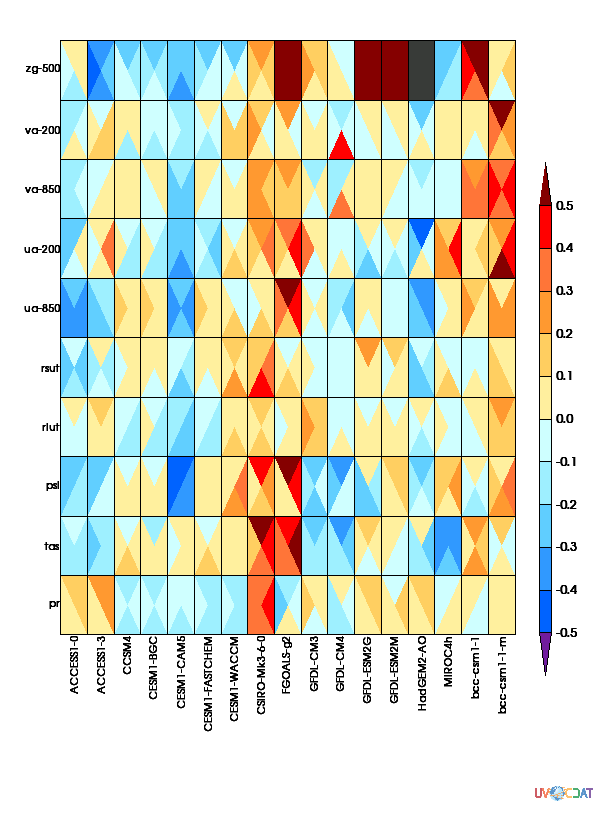 zg-500
va-200
va-850
ua-200
ua-850
rsut
rlut
psl
tas
pr
0.5
0.4
0.3
0.2
0.1
0.0
-0.1
-0.2
-0.3
-0.4
-0.5
ACCESS1-0
ACCESS1-3
CCSM4
CESM1-BGC
CESM1-CAM5
CESM1-FASTCHEM
CESM1-WACCM
CSIRO-Mk3-6-0
FGOALS-g2
GFDL-CM3
GFDL-CM4
GFDL-ESM2G
GFDL-ESM2M
HadGEM2-AO
MIROC4h
bcc-csm1-1
bcc-csm1-1-m
UV CDAT